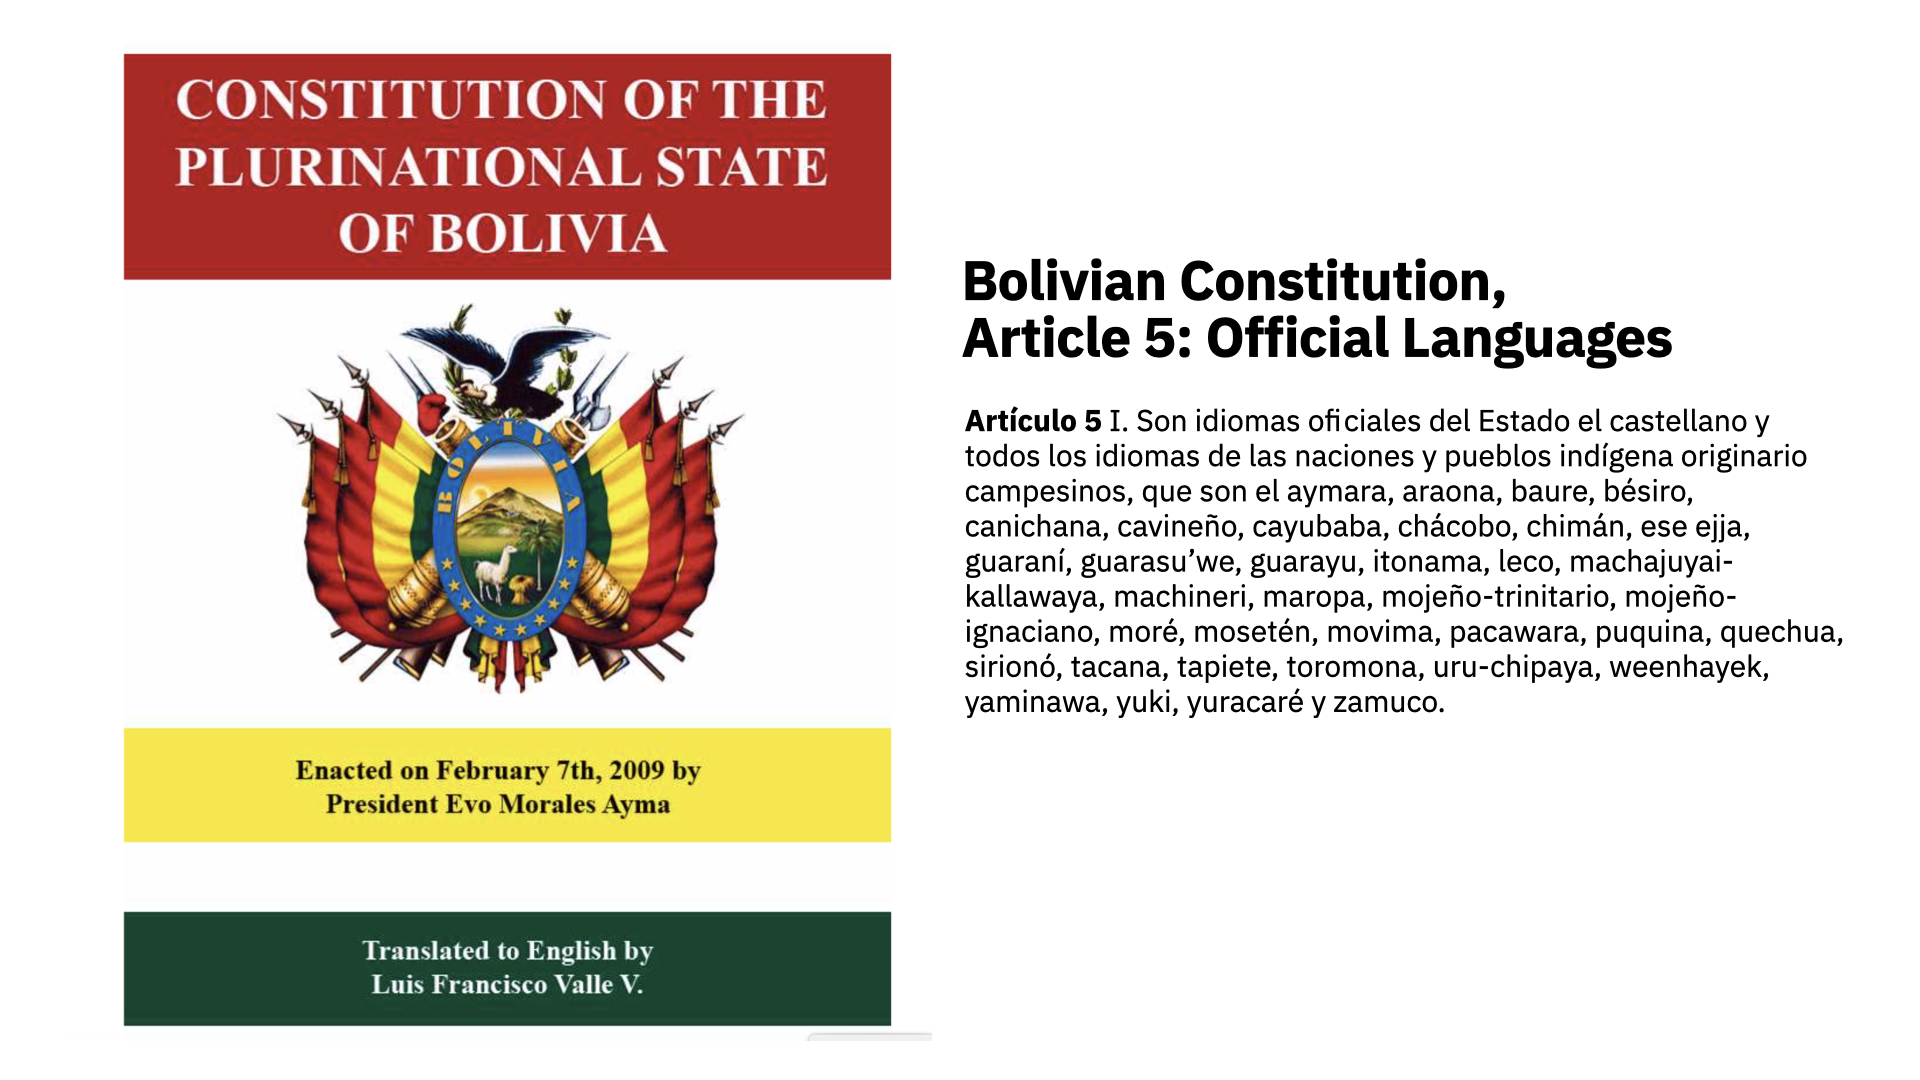 CONSTITUTION OF THE
PLURINATIONAL STATE
OF BOLIVIA
BOLIVIA
Enacted on February 7th, 2009 by
President Evo Morales Ayma
Translated to English by
Luis Francisco Valle V.
Bolivian Constitution,
Article 5: Official Languages
Artículo 5 I. Son idiomas oficiales del Estado el castellano y
todos los idiomas de las naciones y pueblos indígena originario
campesinos, que son el aymara, araona, baure, bésiro,
canichana, cavineño, cayubaba, chácobo, chimán, ese ejja,
guaraní, guarasu’we, guarayu, itonama, leco, machajuyai-
kallawaya, machineri, maropa, mojeño-trinitario, mojeño-
ignaciano, moré, mosetén, movima, pacawara, puquina, quechua,
sirionó, tacana, tapiete, toromona, uru-chipaya, weenhayek,
yaminawa, yuki, yuracaré y zamuco.